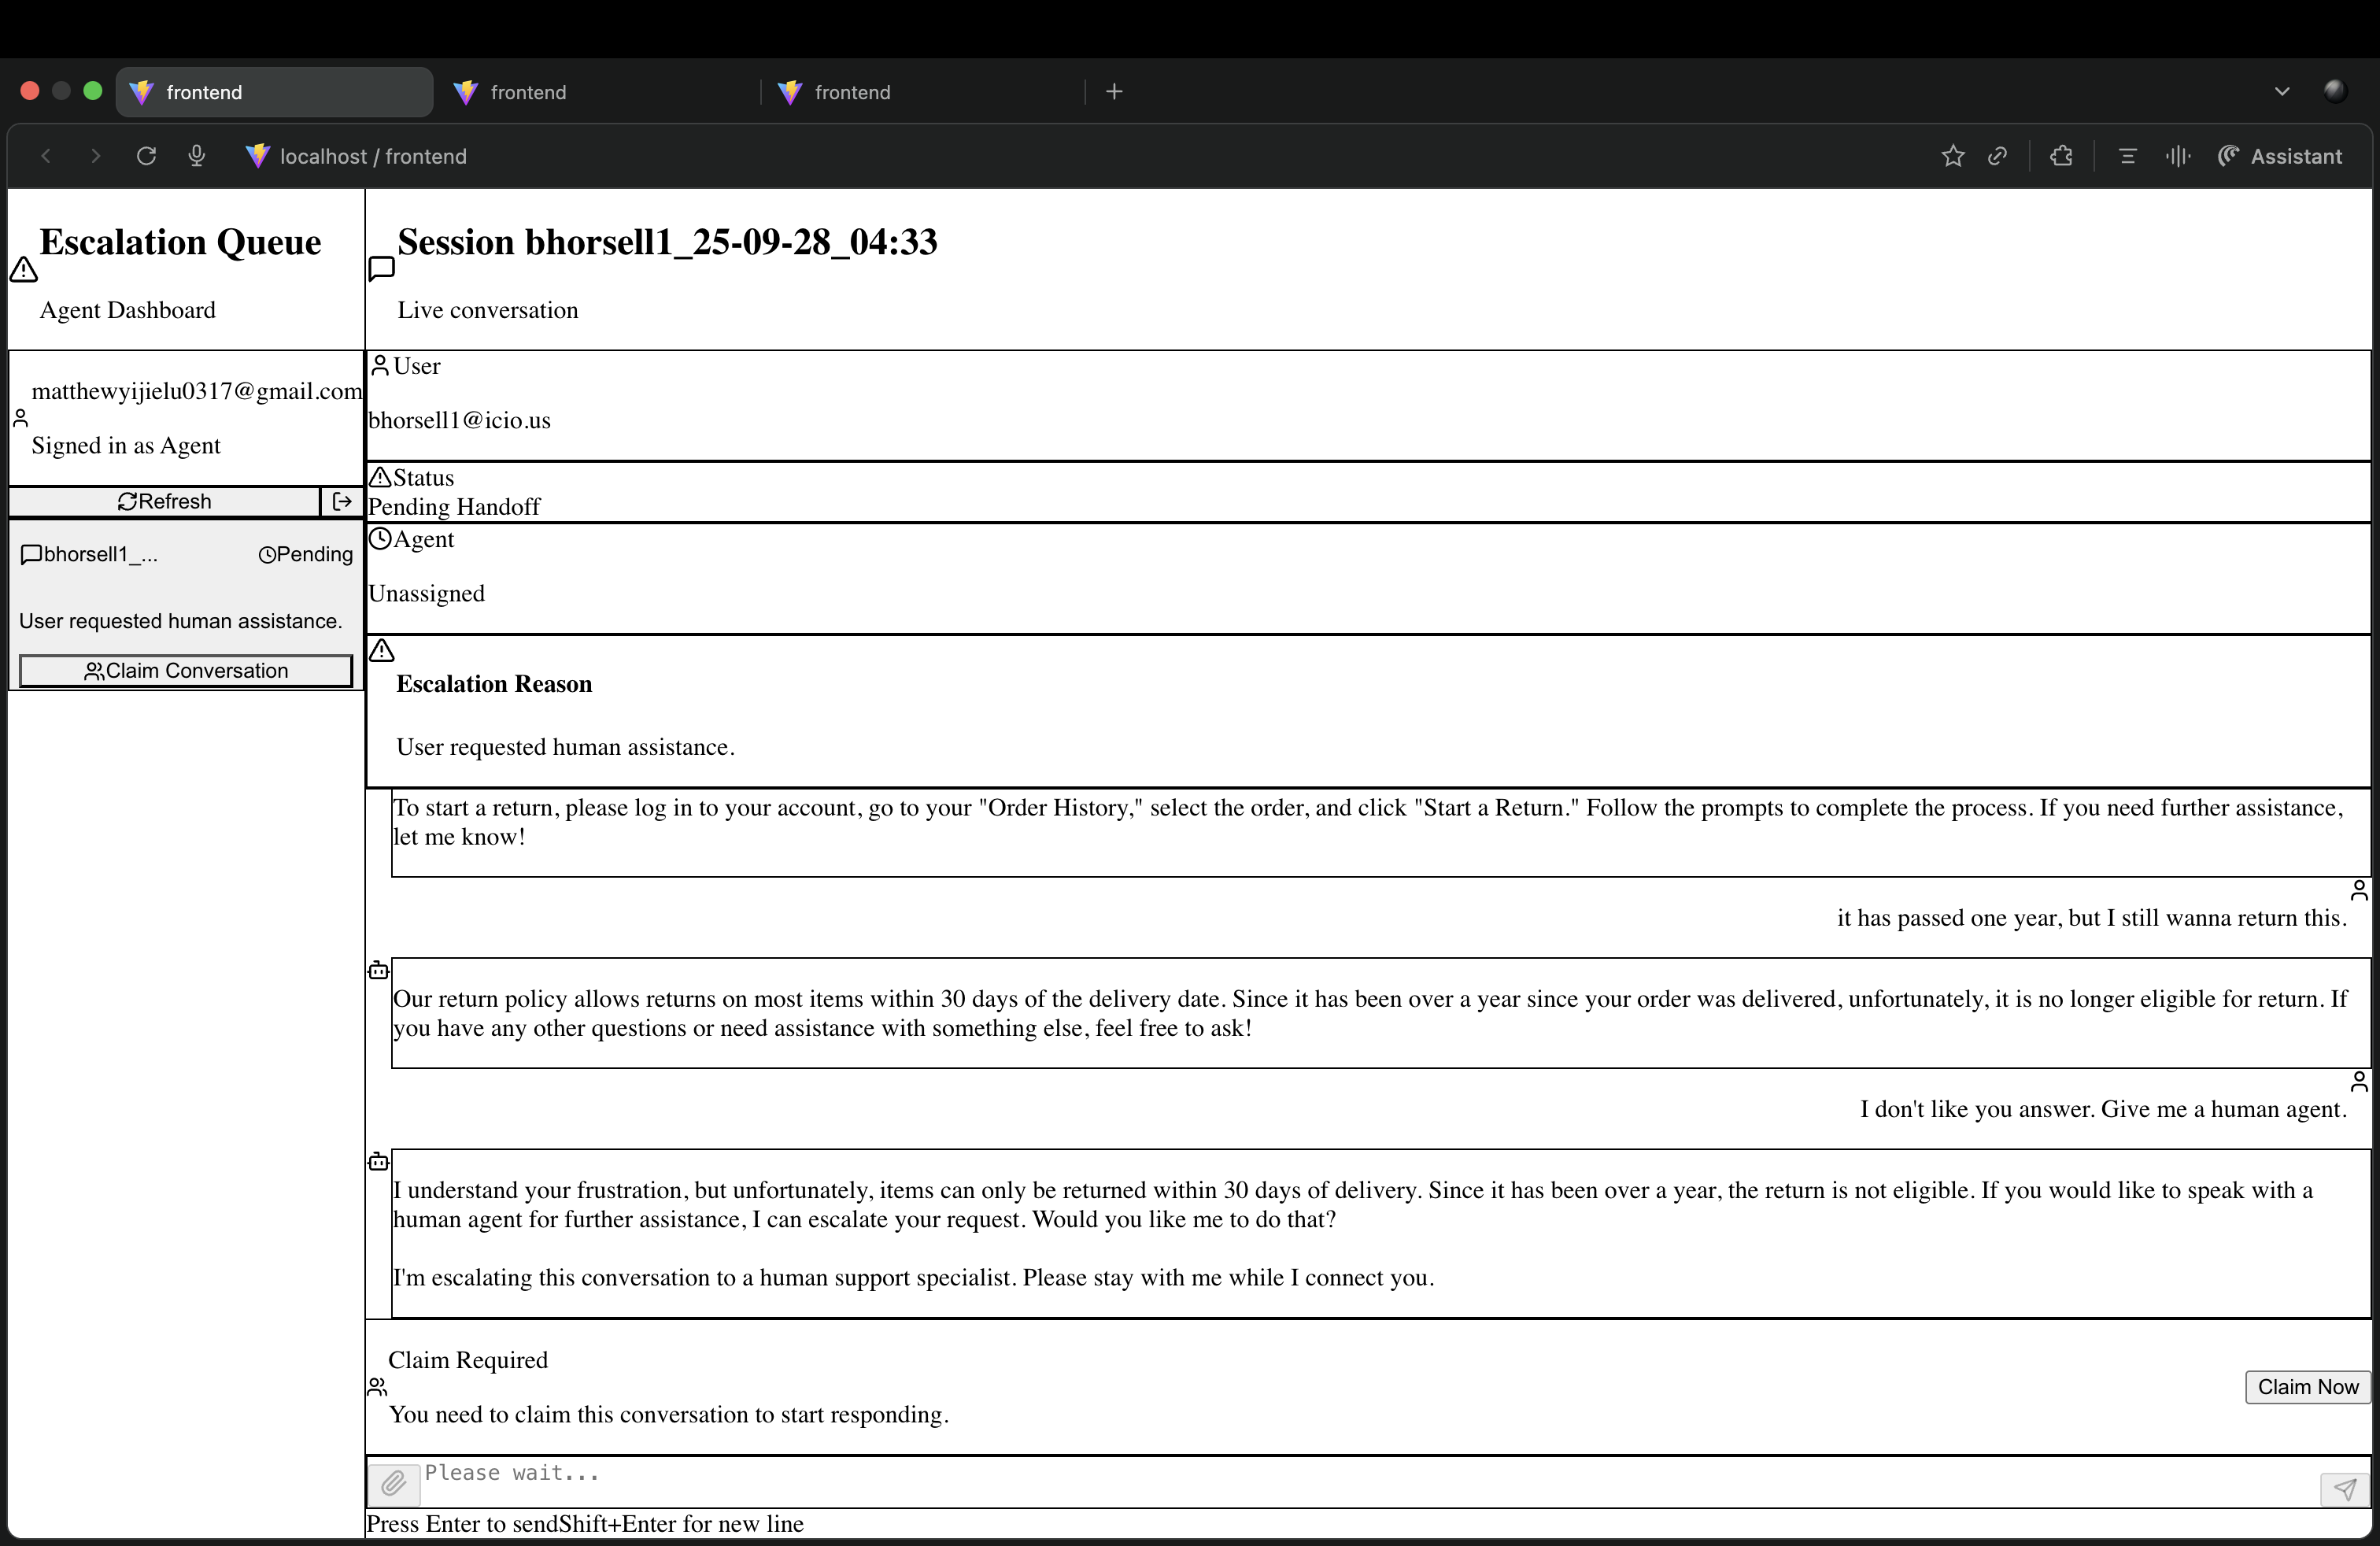 frontend
frontend
frontend
localhost / frontend
Assistant
Escalation Queue
Agent Dashboard
matthewyijielu0317@gmail.com
Signed in as Agent
Refresh
bhorsell1_... Pending
User requested human assistance.
Claim Conversation
Session bhorsell1_25-09-28_04:33
Live conversation
User
bhorsell1@icio.us
Status
Pending Handoff
Agent
Unassigned
Escalation Reason
User requested human assistance.
To start a return, please log in to your account, go to your "Order History," select the order, and click "Start a Return." Follow the prompts to complete the process. If you need further assistance,
let me know!
it has passed one year, but I still wanna return this.
Our return policy allows returns on most items within 30 days of the delivery date. Since it has been over a year since your order was delivered, unfortunately, it is no longer eligible for return. If
you have any other questions or need assistance with something else, feel free to ask!
I don't like you answer. Give me a human agent.
I understand your frustration, but unfortunately, items can only be returned within 30 days of delivery. Since it has been over a year, the return is not eligible. If you would like to speak with a
human agent for further assistance, I can escalate your request. Would you like me to do that?
I'm escalating this conversation to a human support specialist. Please stay with me while I connect you.
Claim Required
You need to claim this conversation to start responding.
Claim Now
Please wait...
Press Enter to sendShift+Enter for new line